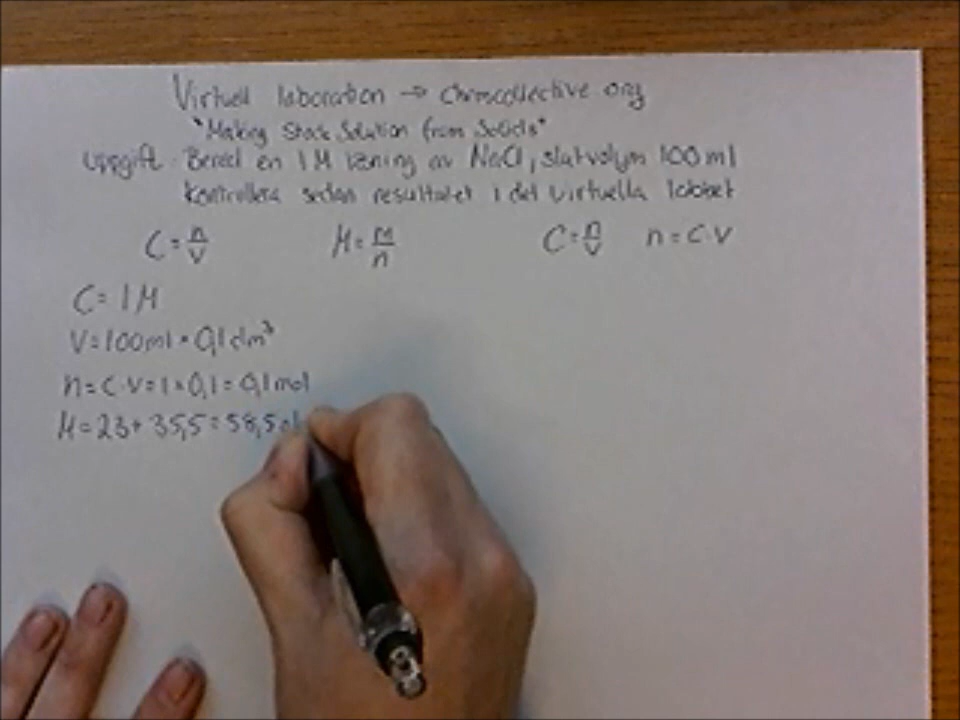 Virtuell laboration → chemcollective.org
"Making Stock Solution from Solids"
Uppgift: Bered en 1 M lösning av NaCl, slutvolym 100 ml
Kontrollera sedan resultatet i det virtuella labbet
C = n/V M = m/n C = n/V n = C·V
C = 1 M
V = 100 ml = 0,1 dm³
n = C·V = 1 × 0,1 = 0,1 mol
M = 23 + 35,5 = 58,5